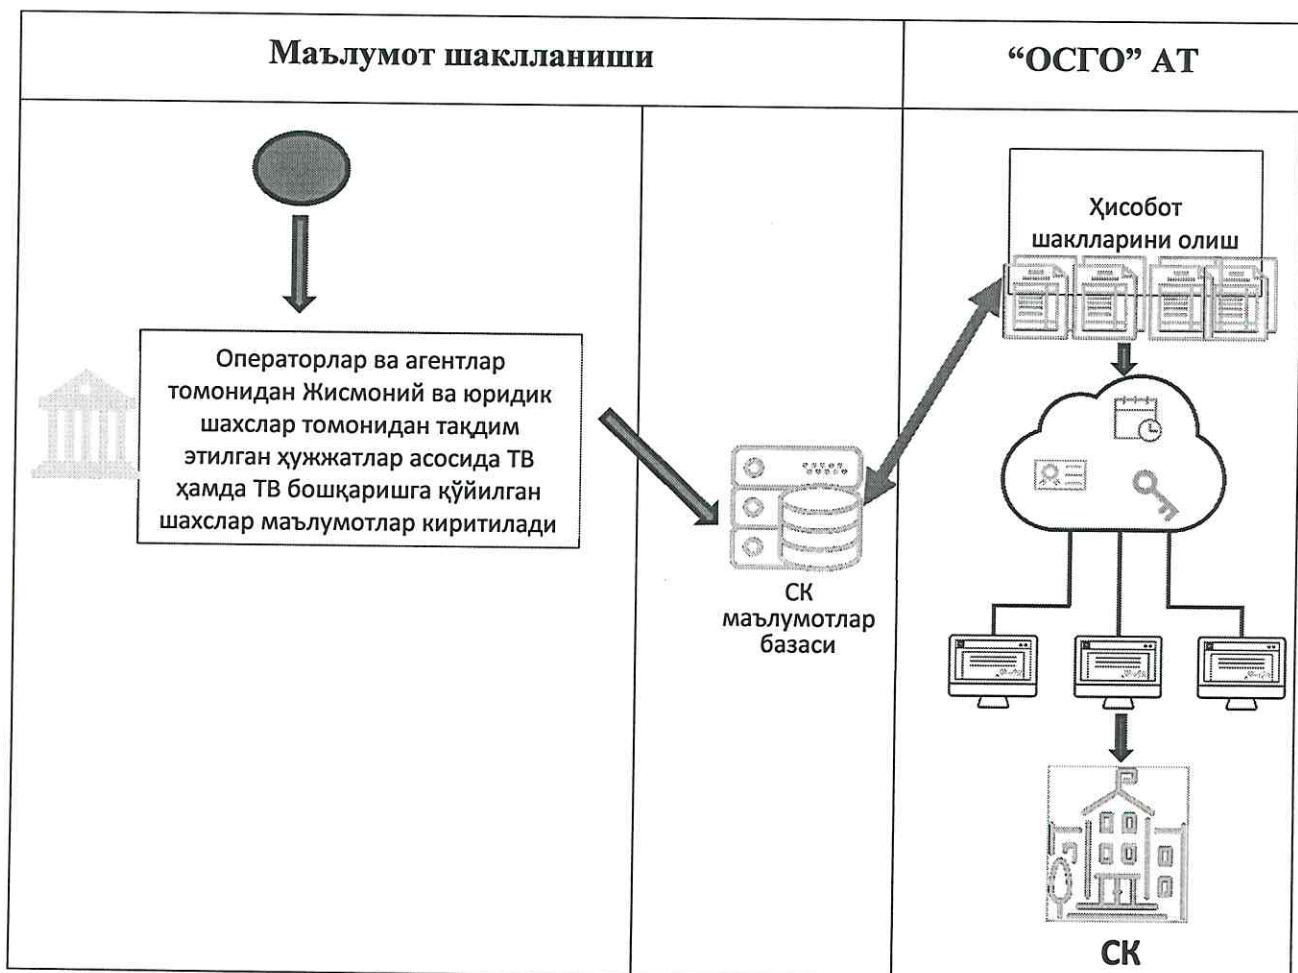 Маълумот шаклланиши
“ОСГО” АТ
Операторлар ва агентлар
томонидан Жисмоний ва юридик
шахслар томонидан тақдим
этилган ҳужжатлар асосида ТВ
ҳамда ТВ бошқаришга қўйилган
шахслар маълумотлар киритилади
СК
маълумотлар
базаси
Ҳисобот
шаклларини олиш
СК